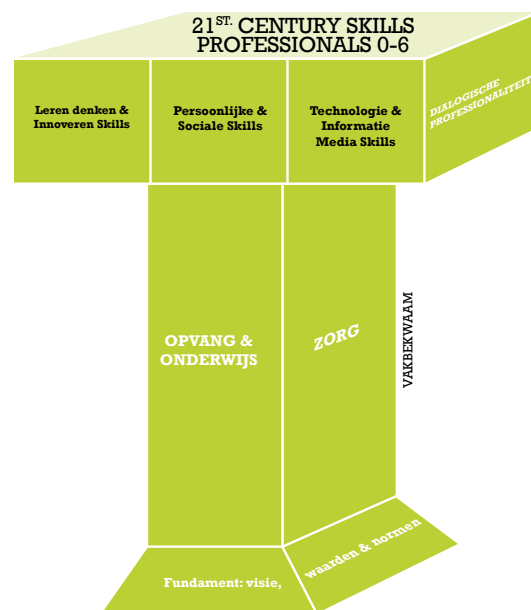 21ST. CENTURY SKILLS
PROFESSIONALS 0-6
Leren denken &
Innoveren Skills
Persoonlijke &
Sociale Skills
Technologie &
Informatie
Media Skills
DIALOGISCHE
PROFESSIONALITEIT
OPVANG &
ONDERWIJS
ZORG
VAKBEKWAAM
Fundament: visie,
waarden & normen